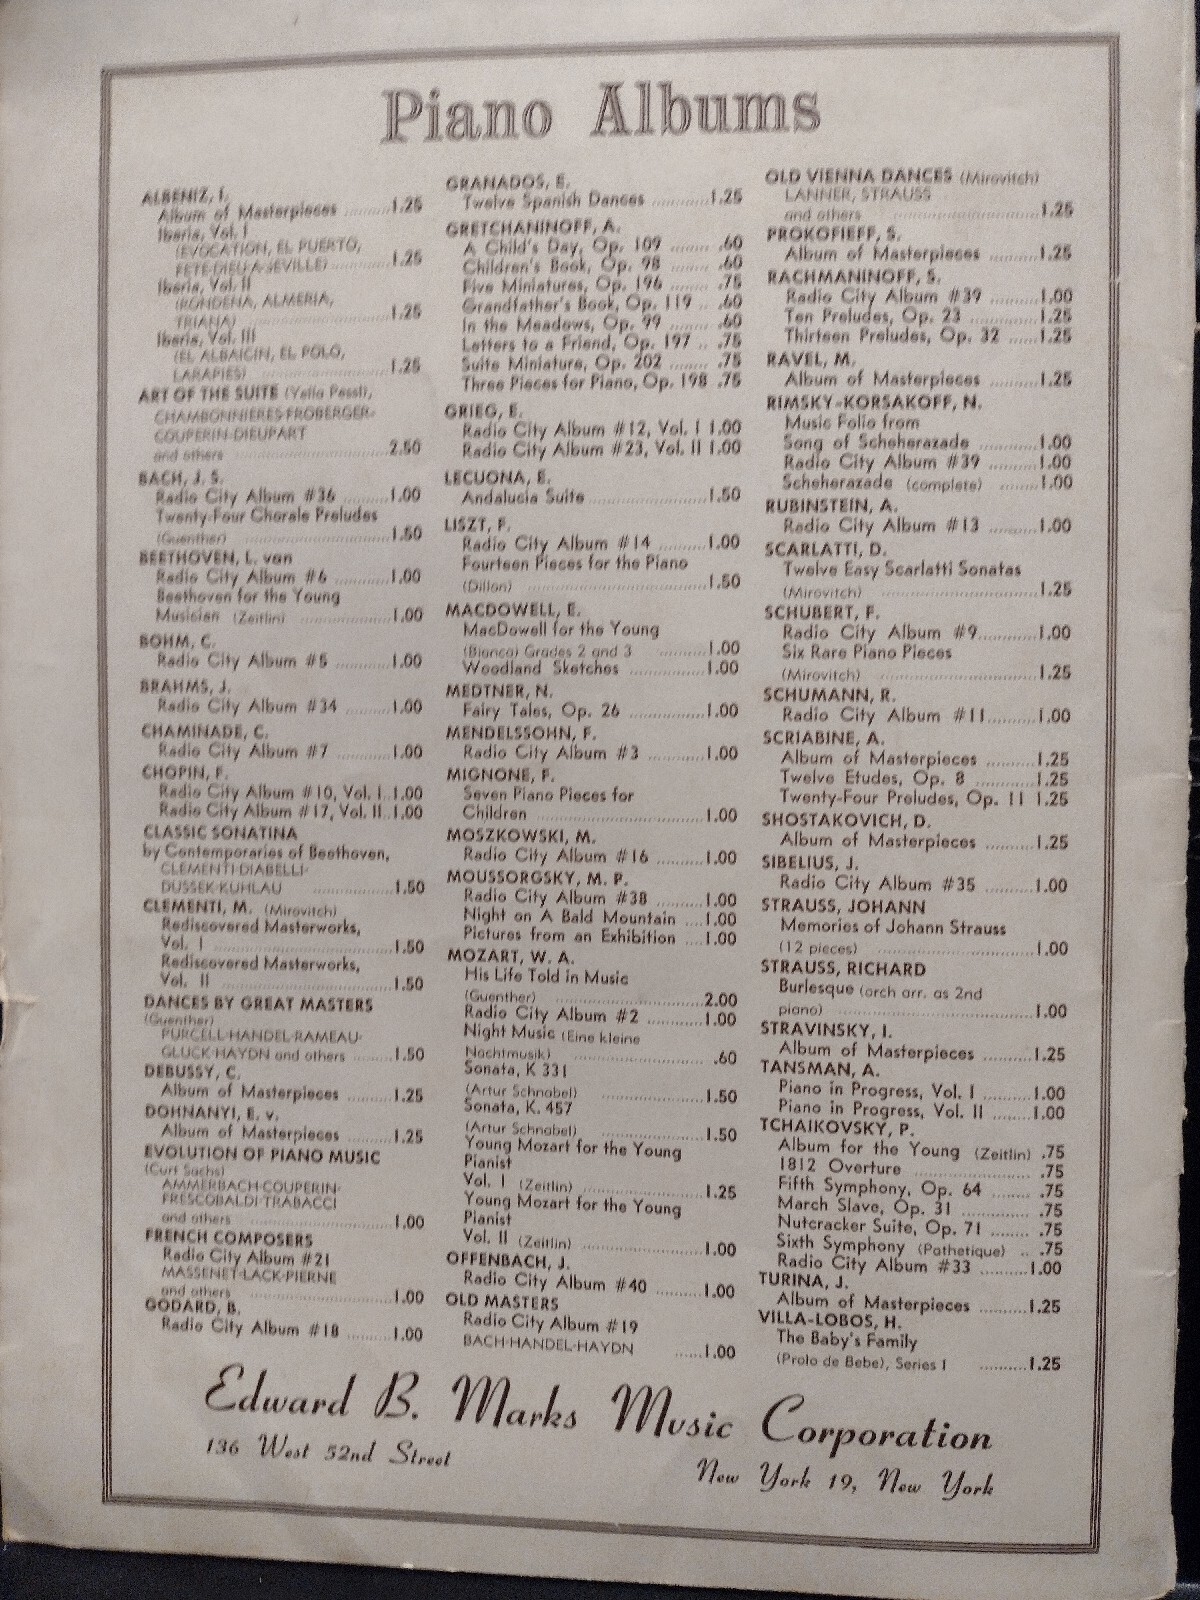 Piano Albums
ALBENIZ, I.
Album of Masterpieces ..........1.25
Iberia, Vol. I
(EVOCATION, EL PUERTO,
FETE-DIEU-A-SEVILLE) ..............1.25
Iberia, Vol. II
(RONDEÑA, ALMERIA,
TRIANA) ..............1.25
Iberia, Vol. III
(EL ALBAICIN, EL POLO,
LARAPIES) ..............1.25
ART OF THE SUITE (Yella Pessl),
CHAMBONNIERES-FROBERGER-
COUPERIN-DIEUPART
and others ..............2.50
BACH, J. S.
Radio City Album #36 ..........1.00
Twenty-Four Chorale Preludes
(Guenther) ..............1.50
BEETHOVEN, L. von
Radio City Album #6 ..........1.00
Beethoven for the Young
Musician (Zeitlin) ..............1.00
BOHM, C.
Radio City Album #5 ..........1.00
BRAHMS, J.
Radio City Album #34 ..........1.00
CHAMINADE, C.
Radio City Album #7 ..........1.00
CHOPIN, F.
Radio City Album #10, Vol. I..1.00
Radio City Album #17, Vol. II..1.00
CLASSIC SONATINA
by Contemporaries of Beethoven,
CLEMENTI-DIABELLI-
DUSSEK-KUHLAU ..............1.50
CLEMENTI, M. (Mirovitch)
Rediscovered Masterworks,
Vol. I ..............1.50
Rediscovered Masterworks,
Vol. II ..............1.50
DANCES BY GREAT MASTERS
(Guenther)
PURCELL-HANDEL-RAMEAU-
GLUCK-HAYDN and others ........1.50
DEBUSSY, C.
Album of Masterpieces ..........1.25
DOHNANYI, E. v.
Album of Masterpieces ..........1.25
EVOLUTION OF PIANO MUSIC
(Curt Sachs)
AMMERBACH-COUPERIN-
FRESCOBALDI-TRABACCI
and others ..............1.00
FRENCH COMPOSERS
Radio City Album #21
MASSENET-LACK-PIERNE
and others ..............1.00
GODARD, B.
Radio City Album #18 ..........1.00
GRANADOS, E.
Twelve Spanish Dances ..........1.25
GRETCHANINOFF, A.
A Child's Day, Op. 109 ........ .60
Children's Book, Op. 98 ........ .60
Five Miniatures, Op. 196 ...... .75
Grandfather's Book, Op. 119 .. .60
In the Meadows, Op. 99 ........ .60
Letters to a Friend, Op. 197 .. .75
Suite Miniature, Op. 202 ...... .75
Three Pieces for Piano, Op. 198 .75
GRIEG, E.
Radio City Album #12, Vol. I 1.00
Radio City Album #23, Vol. II 1.00
LECUONA, E.
Andalucia Suite ..............1.50
LISZT, F.
Radio City Album #14 ..........1.00
Fourteen Pieces for the Piano
(Dillon) ..............1.50
MACDOWELL, E.
MacDowell for the Young
(Bianca) Grades 2 and 3 ........1.00
Woodland Sketches ..............1.00
MEDTNER, N.
Fairy Tales, Op. 26 ..............1.00
MENDELSSOHN, F.
Radio City Album #3 ..........1.00
MIGNONE, F.
Seven Piano Pieces for
Children ..............1.00
MOSZKOWSKI, M.
Radio City Album #16 ..........1.00
MOUSSORGSKY, M. P.
Radio City Album #38 ..........1.00
Night on A Bald Mountain ....1.00
Pictures from an Exhibition ....1.00
MOZART, W. A.
His Life Told in Music
(Guenther) ..............2.00
Radio City Album #2 ..........1.00
Night Music (Eine kleine
Nachtmusik) .............. .60
Sonata, K 331
(Artur Schnabel) ..............1.50
Sonata, K. 457
(Artur Schnabel) ..............1.50
Young Mozart for the Young
Pianist
Vol. I (Zeitlin) ..............1.25
Young Mozart for the Young
Pianist
Vol. II (Zeitlin) ..............1.00
OFFENBACH, J.
Radio City Album #40 ..........1.00
OLD MASTERS
Radio City Album #19
BACH-HANDEL-HAYDN ......1.00
OLD VIENNA DANCES (Mirovitch)
LANNER, STRAUSS
and others ..............1.25
PROKOFIEFF, S.
Album of Masterpieces ..........1.25
RACHMANINOFF, S.
Radio City Album #39 ..........1.00
Ten Preludes, Op. 23 ..........1.25
Thirteen Preludes, Op. 32 ......1.25
RAVEL, M.
Album of Masterpieces ..........1.25
RIMSKY-KORSAKOFF, N.
Music Folio from
Song of Scheherazade ..........1.00
Radio City Album #39 ..........1.00
Scheherazade (complete) ........1.00
RUBINSTEIN, A.
Radio City Album #13 ..........1.00
SCARLATTI, D.
Twelve Easy Scarlatti Sonatas
(Mirovitch) ..............1.25
SCHUBERT, F.
Radio City Album #9............1.00
Six Rare Piano Pieces
(Mirovitch) ..............1.25
SCHUMANN, R.
Radio City Album #11..........1.00
SCRIABINE, A.
Album of Masterpieces ..........1.25
Twelve Etudes, Op. 8 ..........1.25
Twenty-Four Preludes, Op. 11 1.25
SHOSTAKOVICH, D.
Album of Masterpieces ..........1.25
SIBELIUS, J.
Radio City Album #35 ..........1.00
STRAUSS, JOHANN
Memories of Johann Strauss
(12 pieces) ..............1.00
STRAUSS, RICHARD
Burlesque (orch arr. as 2nd
piano) ..............1.00
STRAVINSKY, I.
Album of Masterpieces ..........1.25
TANSMAN, A.
Piano in Progress, Vol. I ........1.00
Piano in Progress, Vol. II ........1.00
TCHAIKOVSKY, P.
Album for the Young (Zeitlin) .75
1812 Overture .............. .75
Fifth Symphony, Op. 64 ........ .75
March Slave, Op. 31 ............ .75
Nutcracker Suite, Op. 71 ...... .75
Sixth Symphony (Pathetique) .. .75
Radio City Album #33 ..........1.00
TURINA, J.
Album of Masterpieces ..........1.25
VILLA-LOBOS, H.
The Baby's Family
(Prolo de Bebe), Series 1 ..........1.25
Edward B. Marks Music Corporation
136 West 52nd Street
New York 19, New York